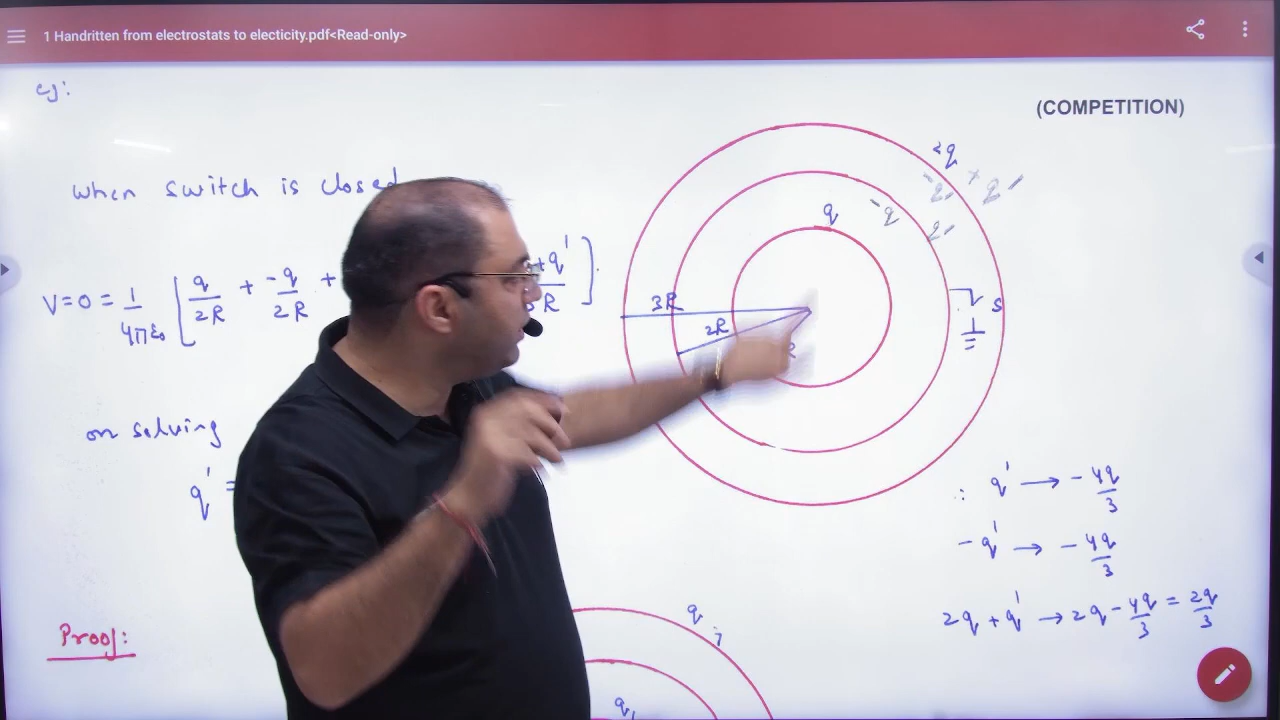 1 Handritten from electrostats to electicity.pdf<Read-only>
eg:
(COMPETITION)
When switch is closed
2q
-q' + q'
q -q q'
V=0 = 1/4πε₀ [ q/2R + -q/2R + +q'/3R ].
3R S
2R
R
on solving
q' =
∴ q' → - 4q/3
- q' → - 4q/3
2q + q' → 2q - 4q/3 = 2q/3
Proof:
q
q₁